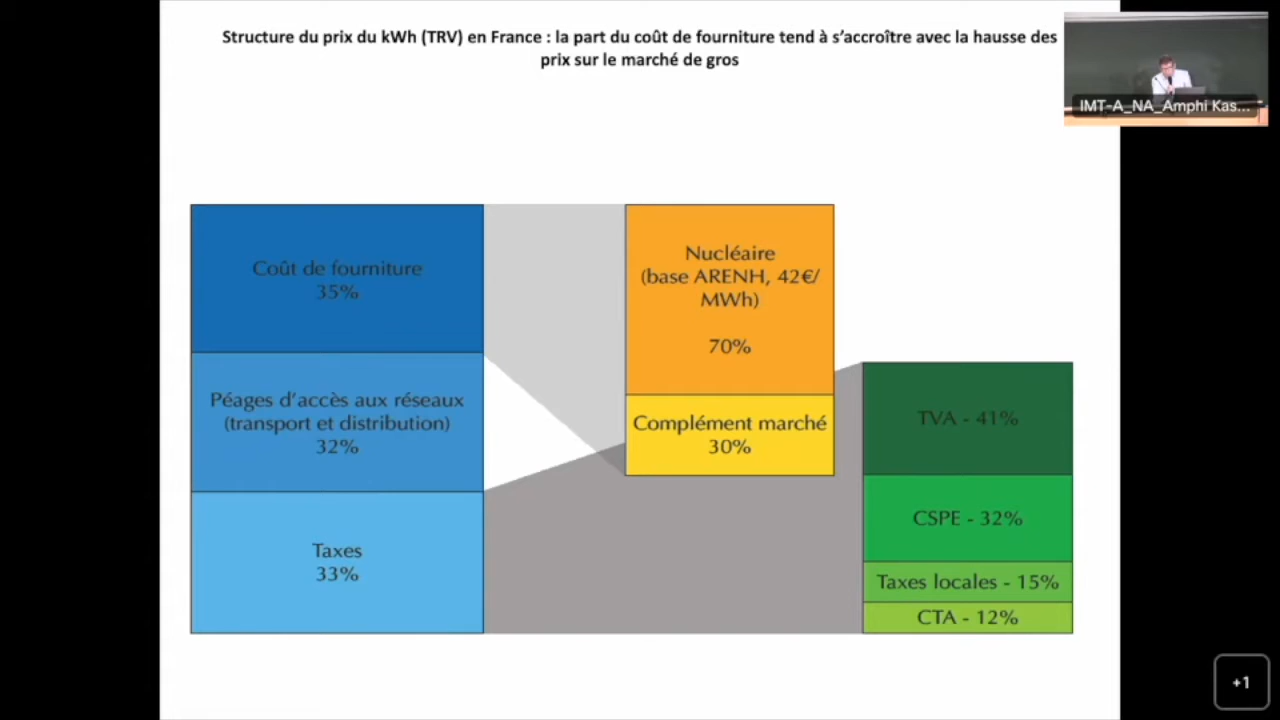 Structure du prix du kWh (TRV) en France : la part du coût de fourniture tend à s’accroître avec la hausse des
prix sur le marché de gros
IMT-A_NA_Amphi Kas...
Coût de fourniture
35%
Péages d’accès aux réseaux
(transport et distribution)
32%
Taxes
33%
Nucléaire
(base ARENH, 42€/
MWh)
70%
Complément marché
30%
TVA - 41%
CSPE - 32%
Taxes locales - 15%
CTA - 12%
+1